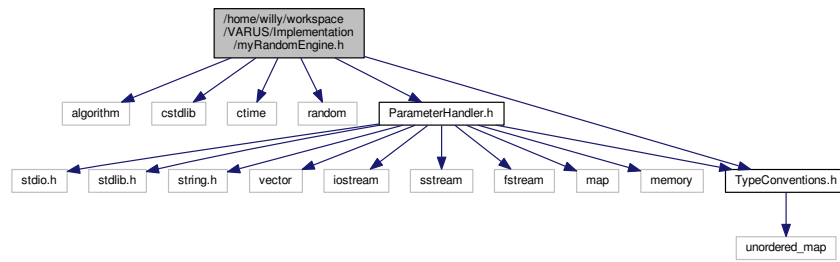 /home/willy/workspace
/VARUS/Implementation
/myRandomEngine.h
algorithm
cstdlib
ctime
random
ParameterHandler.h
stdio.h
stdlib.h
string.h
vector
iostream
sstream
fstream
map
memory
TypeConventions.h
unordered_map